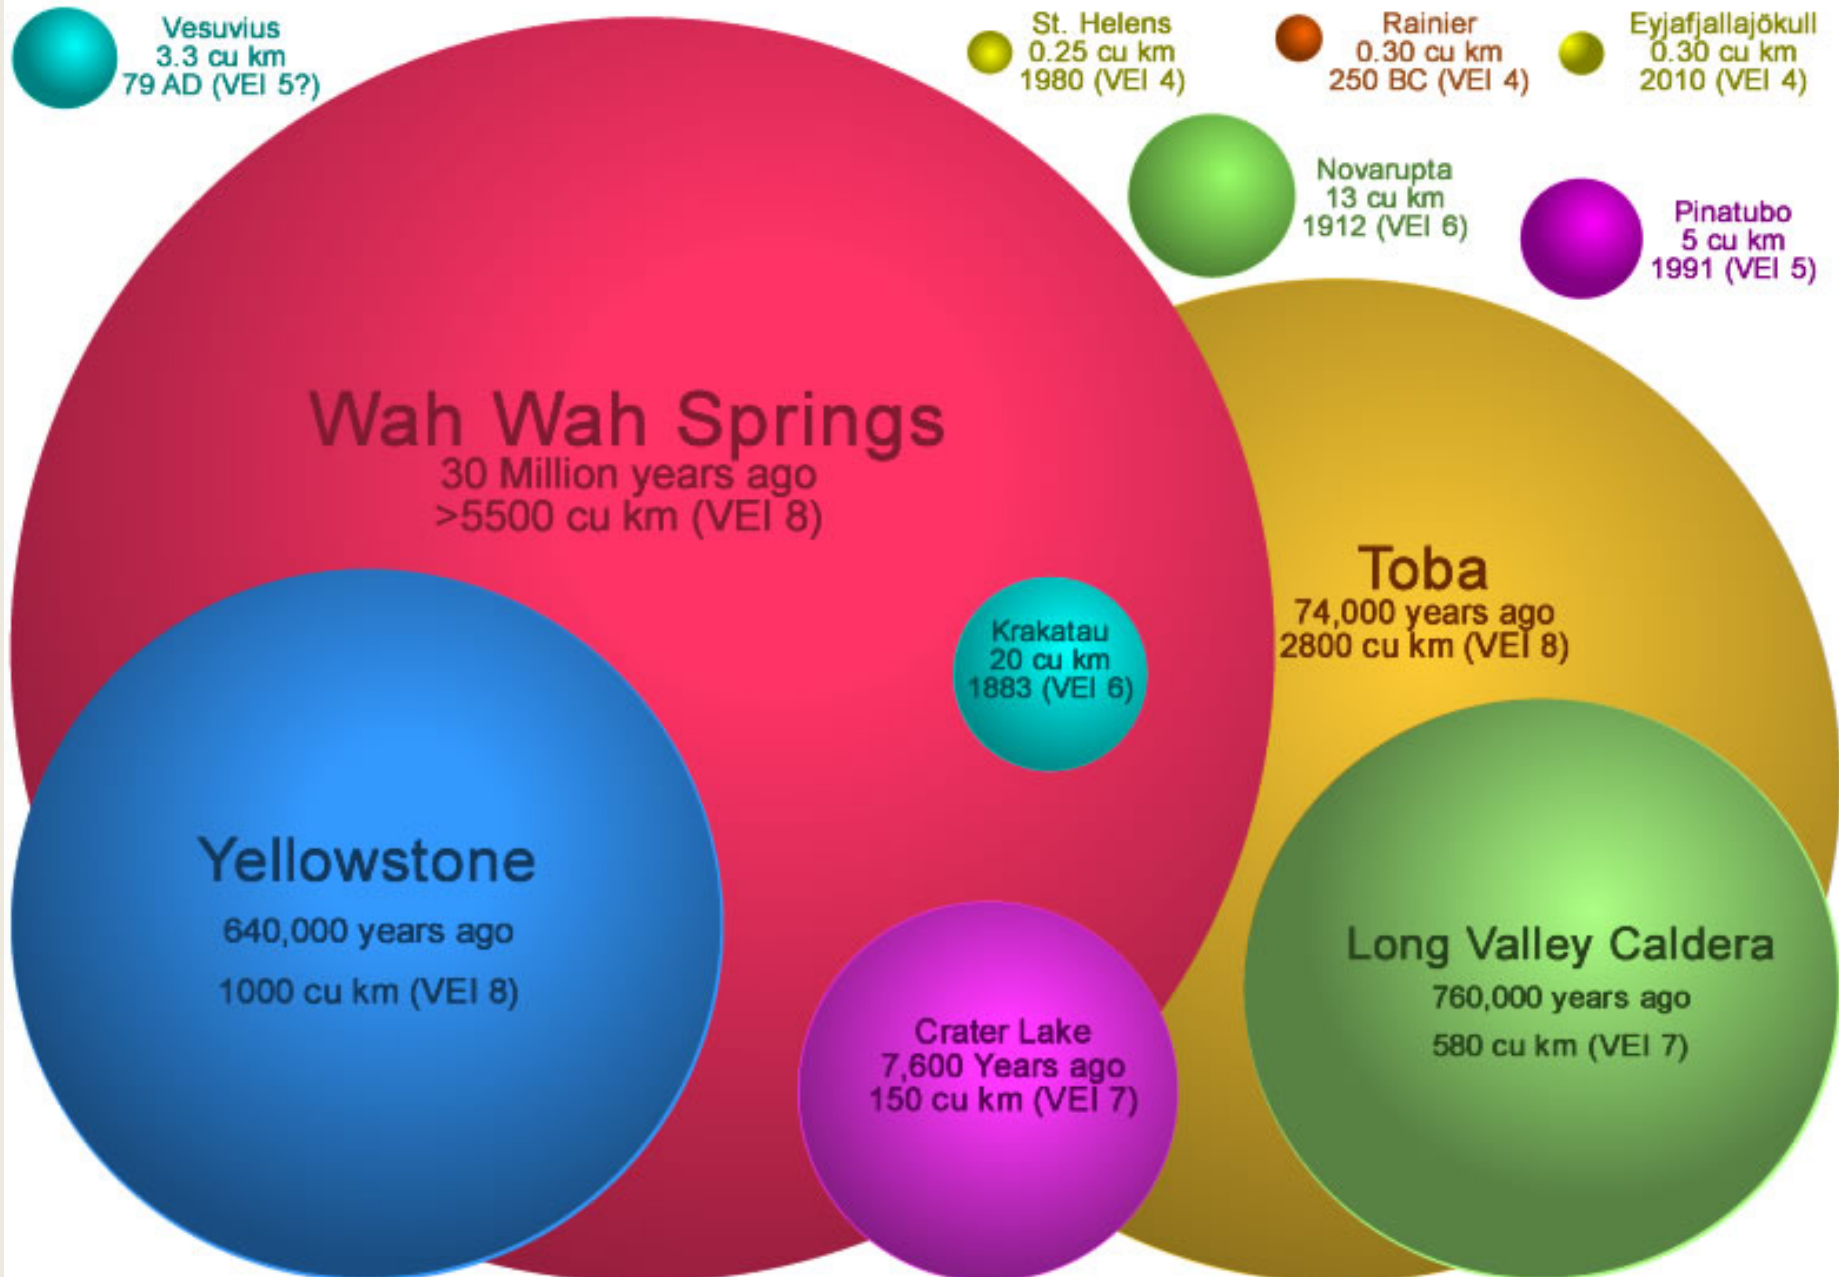 Vesuvius
3.3 cu km
79 AD (VEI 5?)
St. Helens
0.25 cu km
1980 (VEI 4)
Rainier
0.30 cu km
250 BC (VEI 4)
Eyjafjallajökull
0.30 cu km
2010 (VEI 4)
Novarupta
13 cu km
1912 (VEI 6)
Pinatubo
5 cu km
1991 (VEI 5)
Wah Wah Springs
30 Million years ago
>5500 cu km (VEI 8)
Toba
74,000 years ago
2800 cu km (VEI 8)
Krakatau
20 cu km
1883 (VEI 6)
Yellowstone
640,000 years ago
1000 cu km (VEI 8)
Crater Lake
7,600 Years ago
150 cu km (VEI 7)
Long Valley Caldera
760,000 years ago
580 cu km (VEI 7)